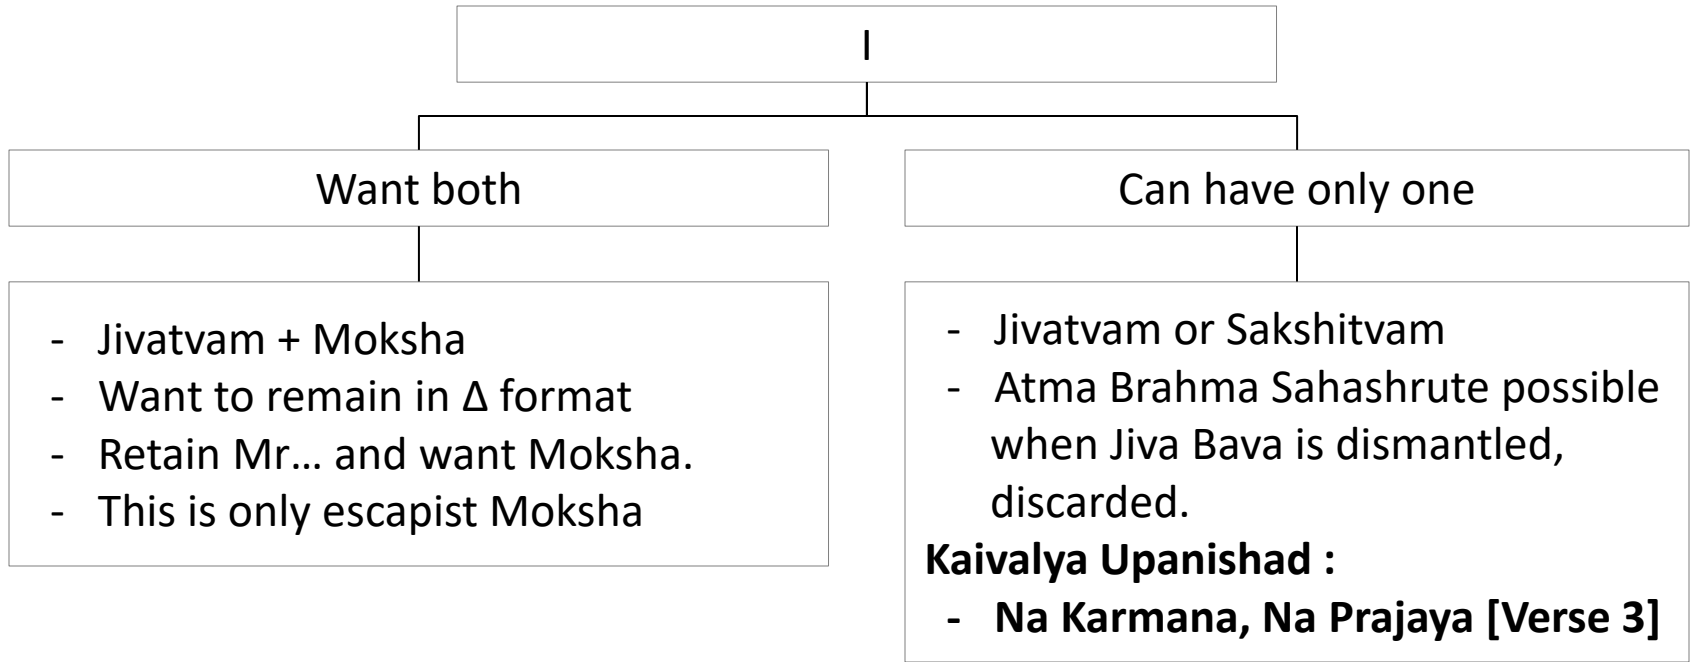 I
Want both
Can have only one
- Jivatvam + Moksha
- Want to remain in Δ format
- Retain Mr... and want Moksha.
- This is only escapist Moksha
- Jivatvam or Sakshitvam
- Atma Brahma Sahashrute possible
when Jiva Bava is dismantled,
discarded.
Kaivalya Upanishad :
- Na Karmana, Na Prajaya [Verse 3]